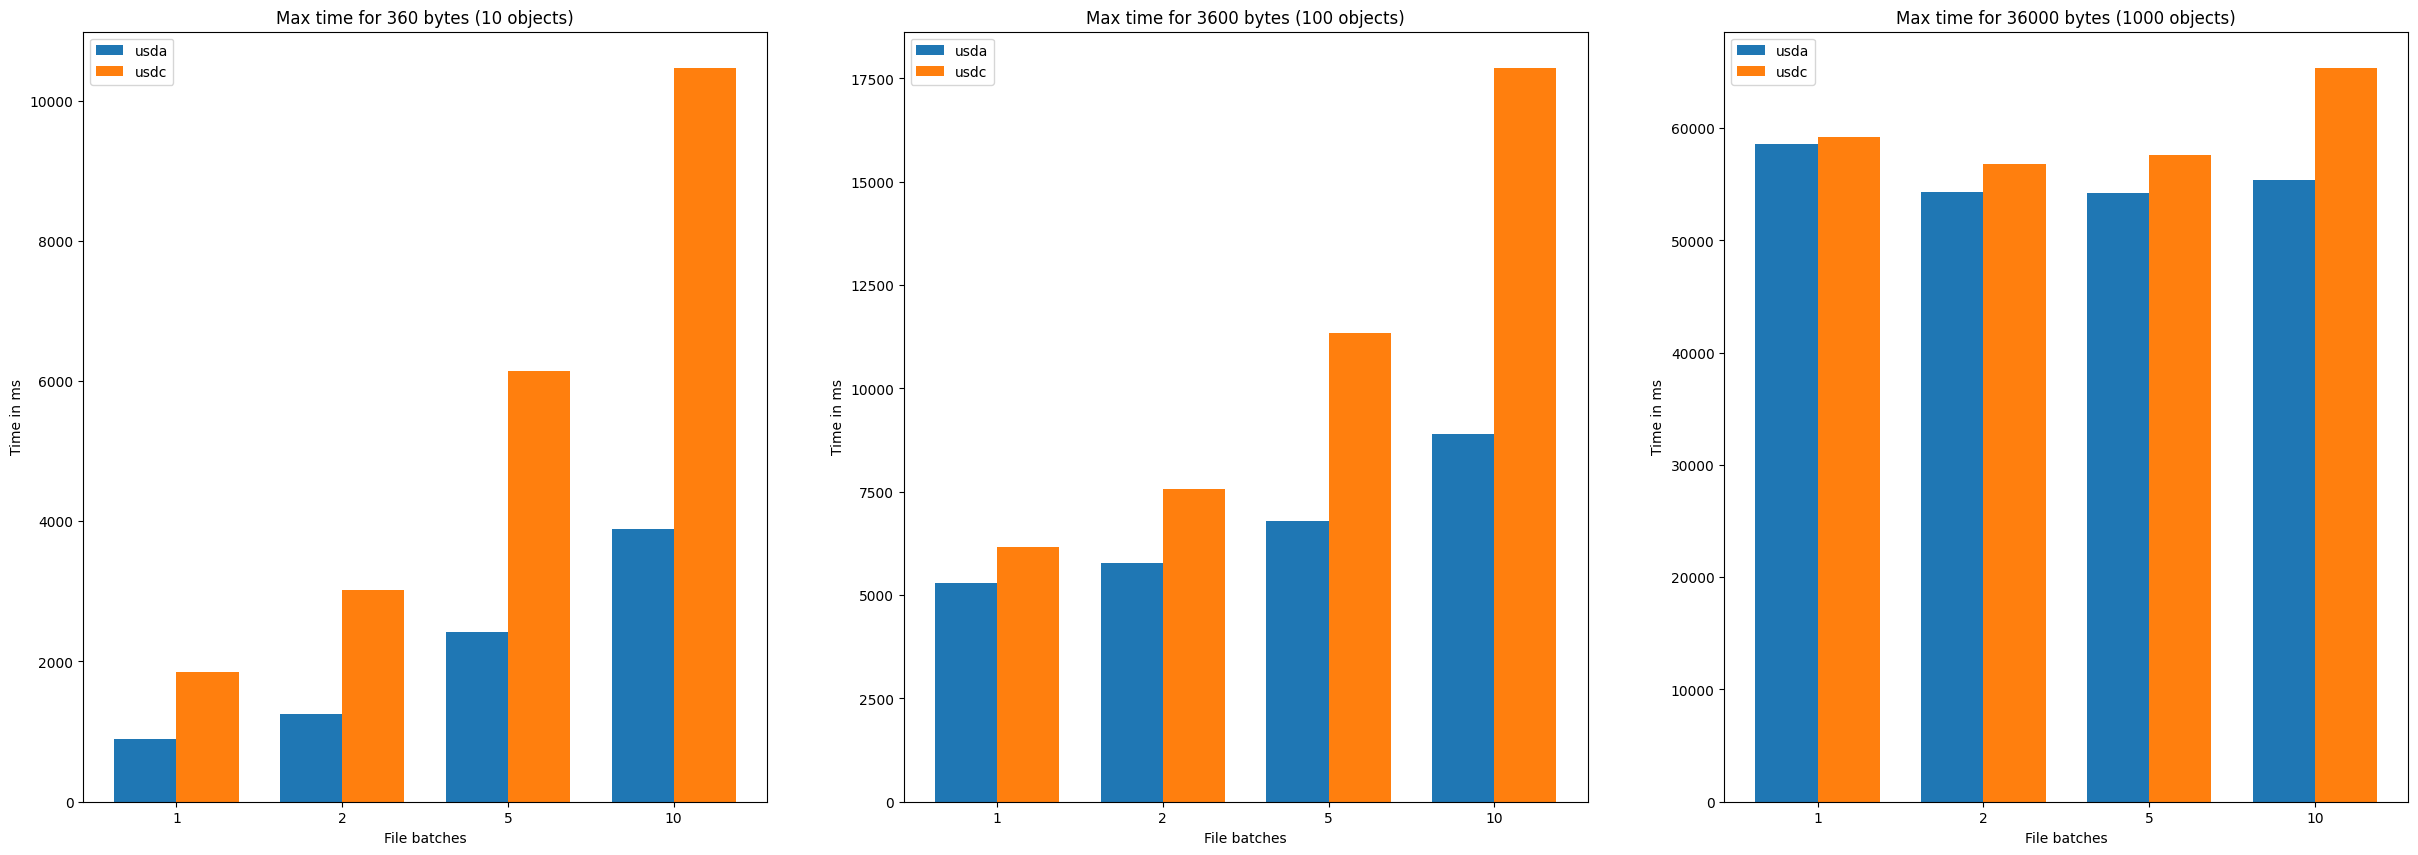 Max time for 360 bytes (10 objects)
usda
usdc
10000
8000
6000
4000
2000
0
Time in ms
1 2 5 10
File batches
Max time for 3600 bytes (100 objects)
usda
usdc
17500
15000
12500
10000
7500
5000
2500
0
Time in ms
1 2 5 10
File batches
Max time for 36000 bytes (1000 objects)
usda
usdc
60000
50000
40000
30000
20000
10000
0
Time in ms
1 2 5 10
File batches